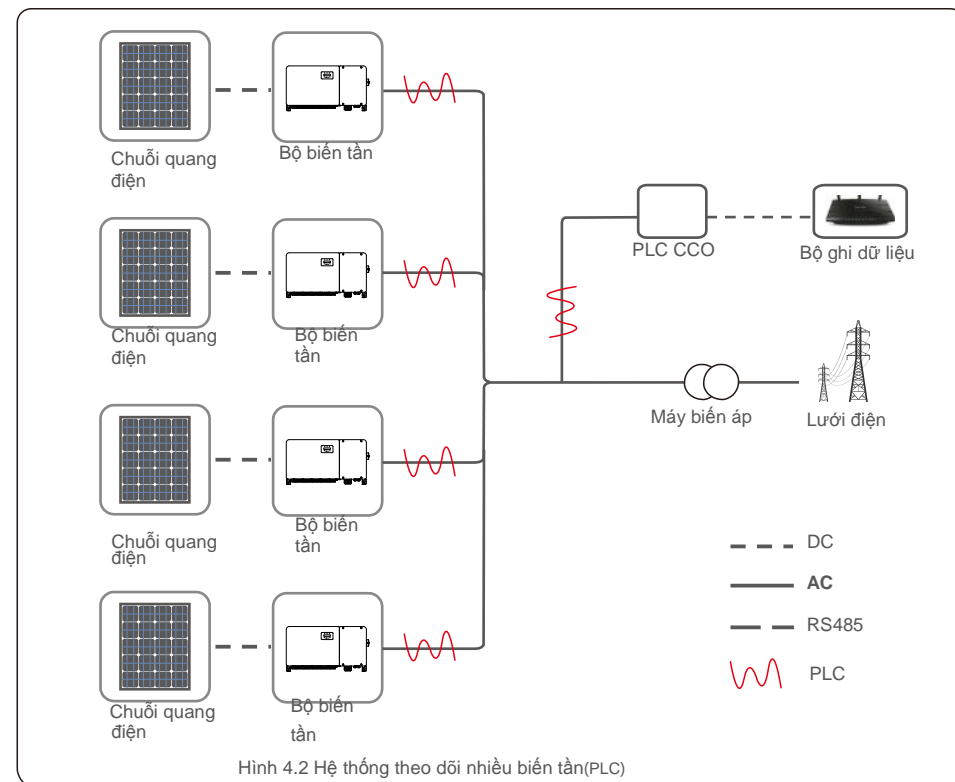 Chuỗi quang
điện
Bộ biến tần
Chuỗi quang
điện
Bộ biến
tần
PLC CCO
Bộ ghi dữ liệu
Máy biến áp
Lưới điện
Chuỗi quang
điện
Bộ biến
tần
Chuỗi quang
điện
Bộ biến
tần
DC
AC
RS485
PLC
Hình 4.2 Hệ thống theo dõi nhiều biến tần(PLC)